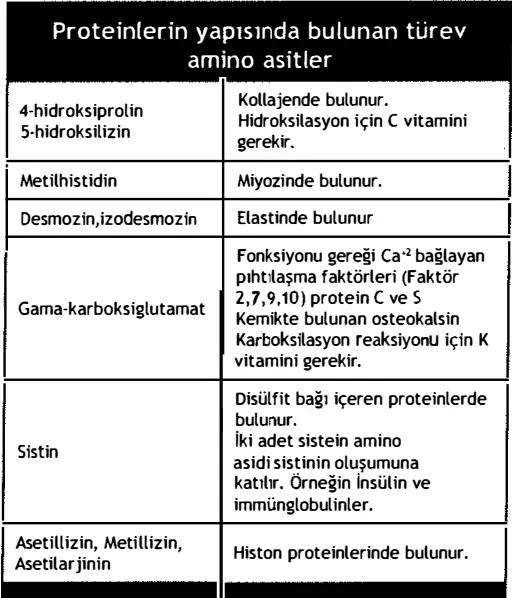 Proteinlerin yapısında bulunan türev
amino asitler
4-hidroksiprolin
5-hidroksilizin
Kollajende bulunur.
Hidroksilasyon için C vitamini
gerekir.
Metilhistidin
Miyozinde bulunur.
Desmozin,izodesmozin
Elastinde bulunur
Gama-karboksiglutamat
Fonksiyonu gereği Ca⁺² bağlayan
pıhtılaşma faktörleri (Faktör
2,7,9,10) protein C ve S
Kemikte bulunan osteokalsin
Karboksilasyon reaksiyonu için K
vitamini gerekir.
Sistin
Disülfit bağı içeren proteinlerde
bulunur.
İki adet sistein amino
asidi sistinin oluşumuna
katılır. Örneğin İnsülin ve
immünglobulinler.
Asetillizin, Metillizin,
Asetilarjinin
Histon proteinlerinde bulunur.